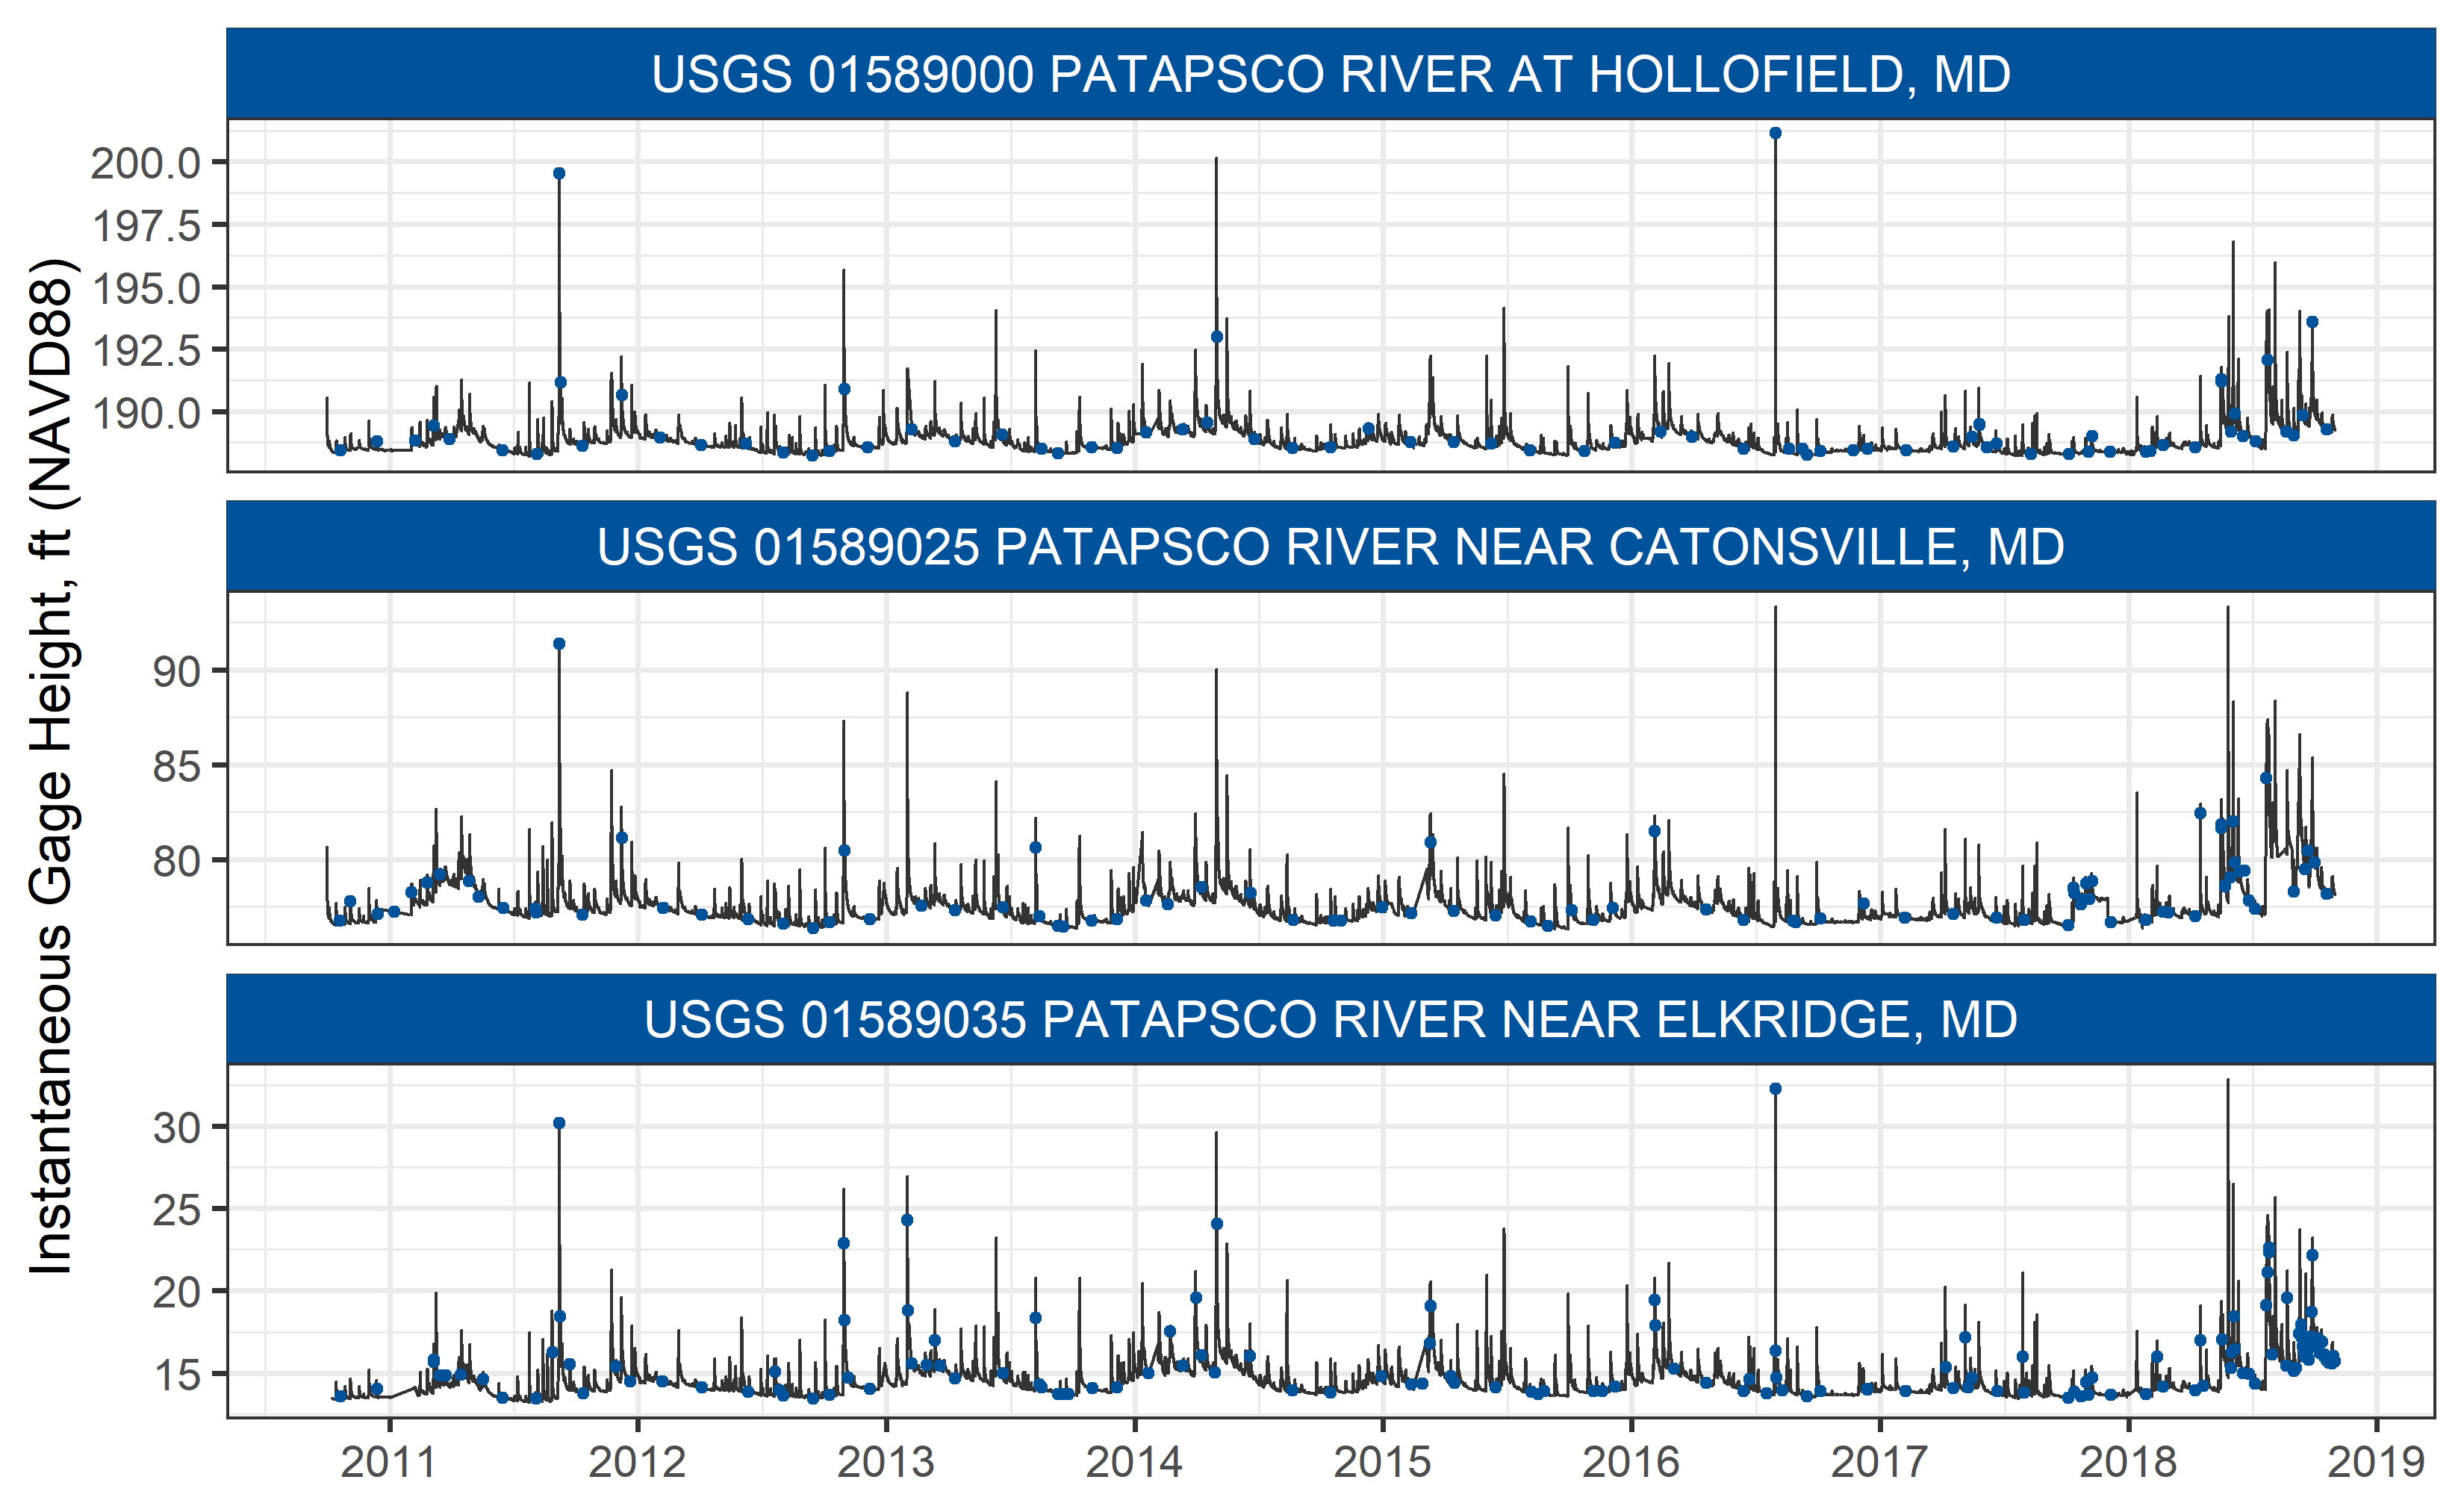 USGS 01589000 PATAPSCO RIVER AT HOLLOFIELD, MD
200.0
197.5
195.0
192.5
190.0
USGS 01589025 PATAPSCO RIVER NEAR CATONSVILLE, MD
90
85
80
USGS 01589035 PATAPSCO RIVER NEAR ELKRIDGE, MD
30
25
20
15
2011 2012 2013 2014 2015 2016 2017 2018 2019
Instantaneous Gage Height, ft (NAVD88)